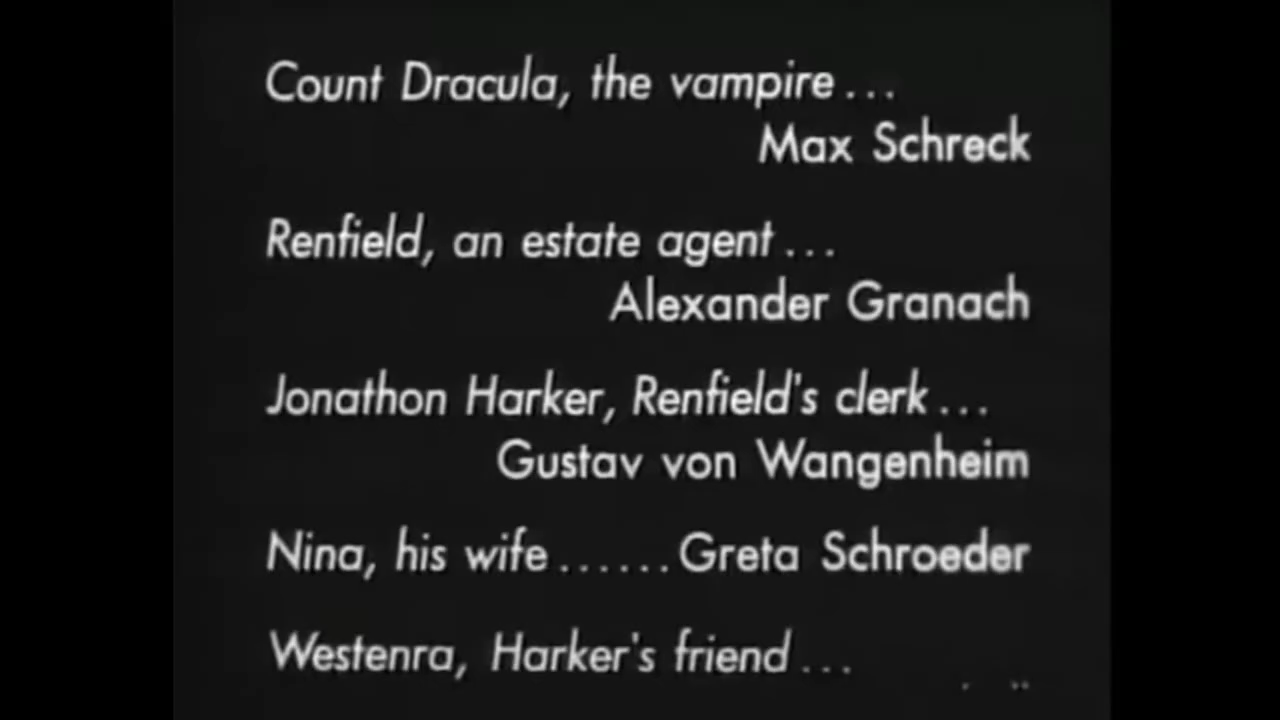 Count Dracula, the vampire...
Max Schreck
Renfield, an estate agent...
Alexander Granach
Jonathon Harker, Renfield's clerk...
Gustav von Wangenheim
Nina, his wife......Greta Schroeder
Westenra, Harker's friend...